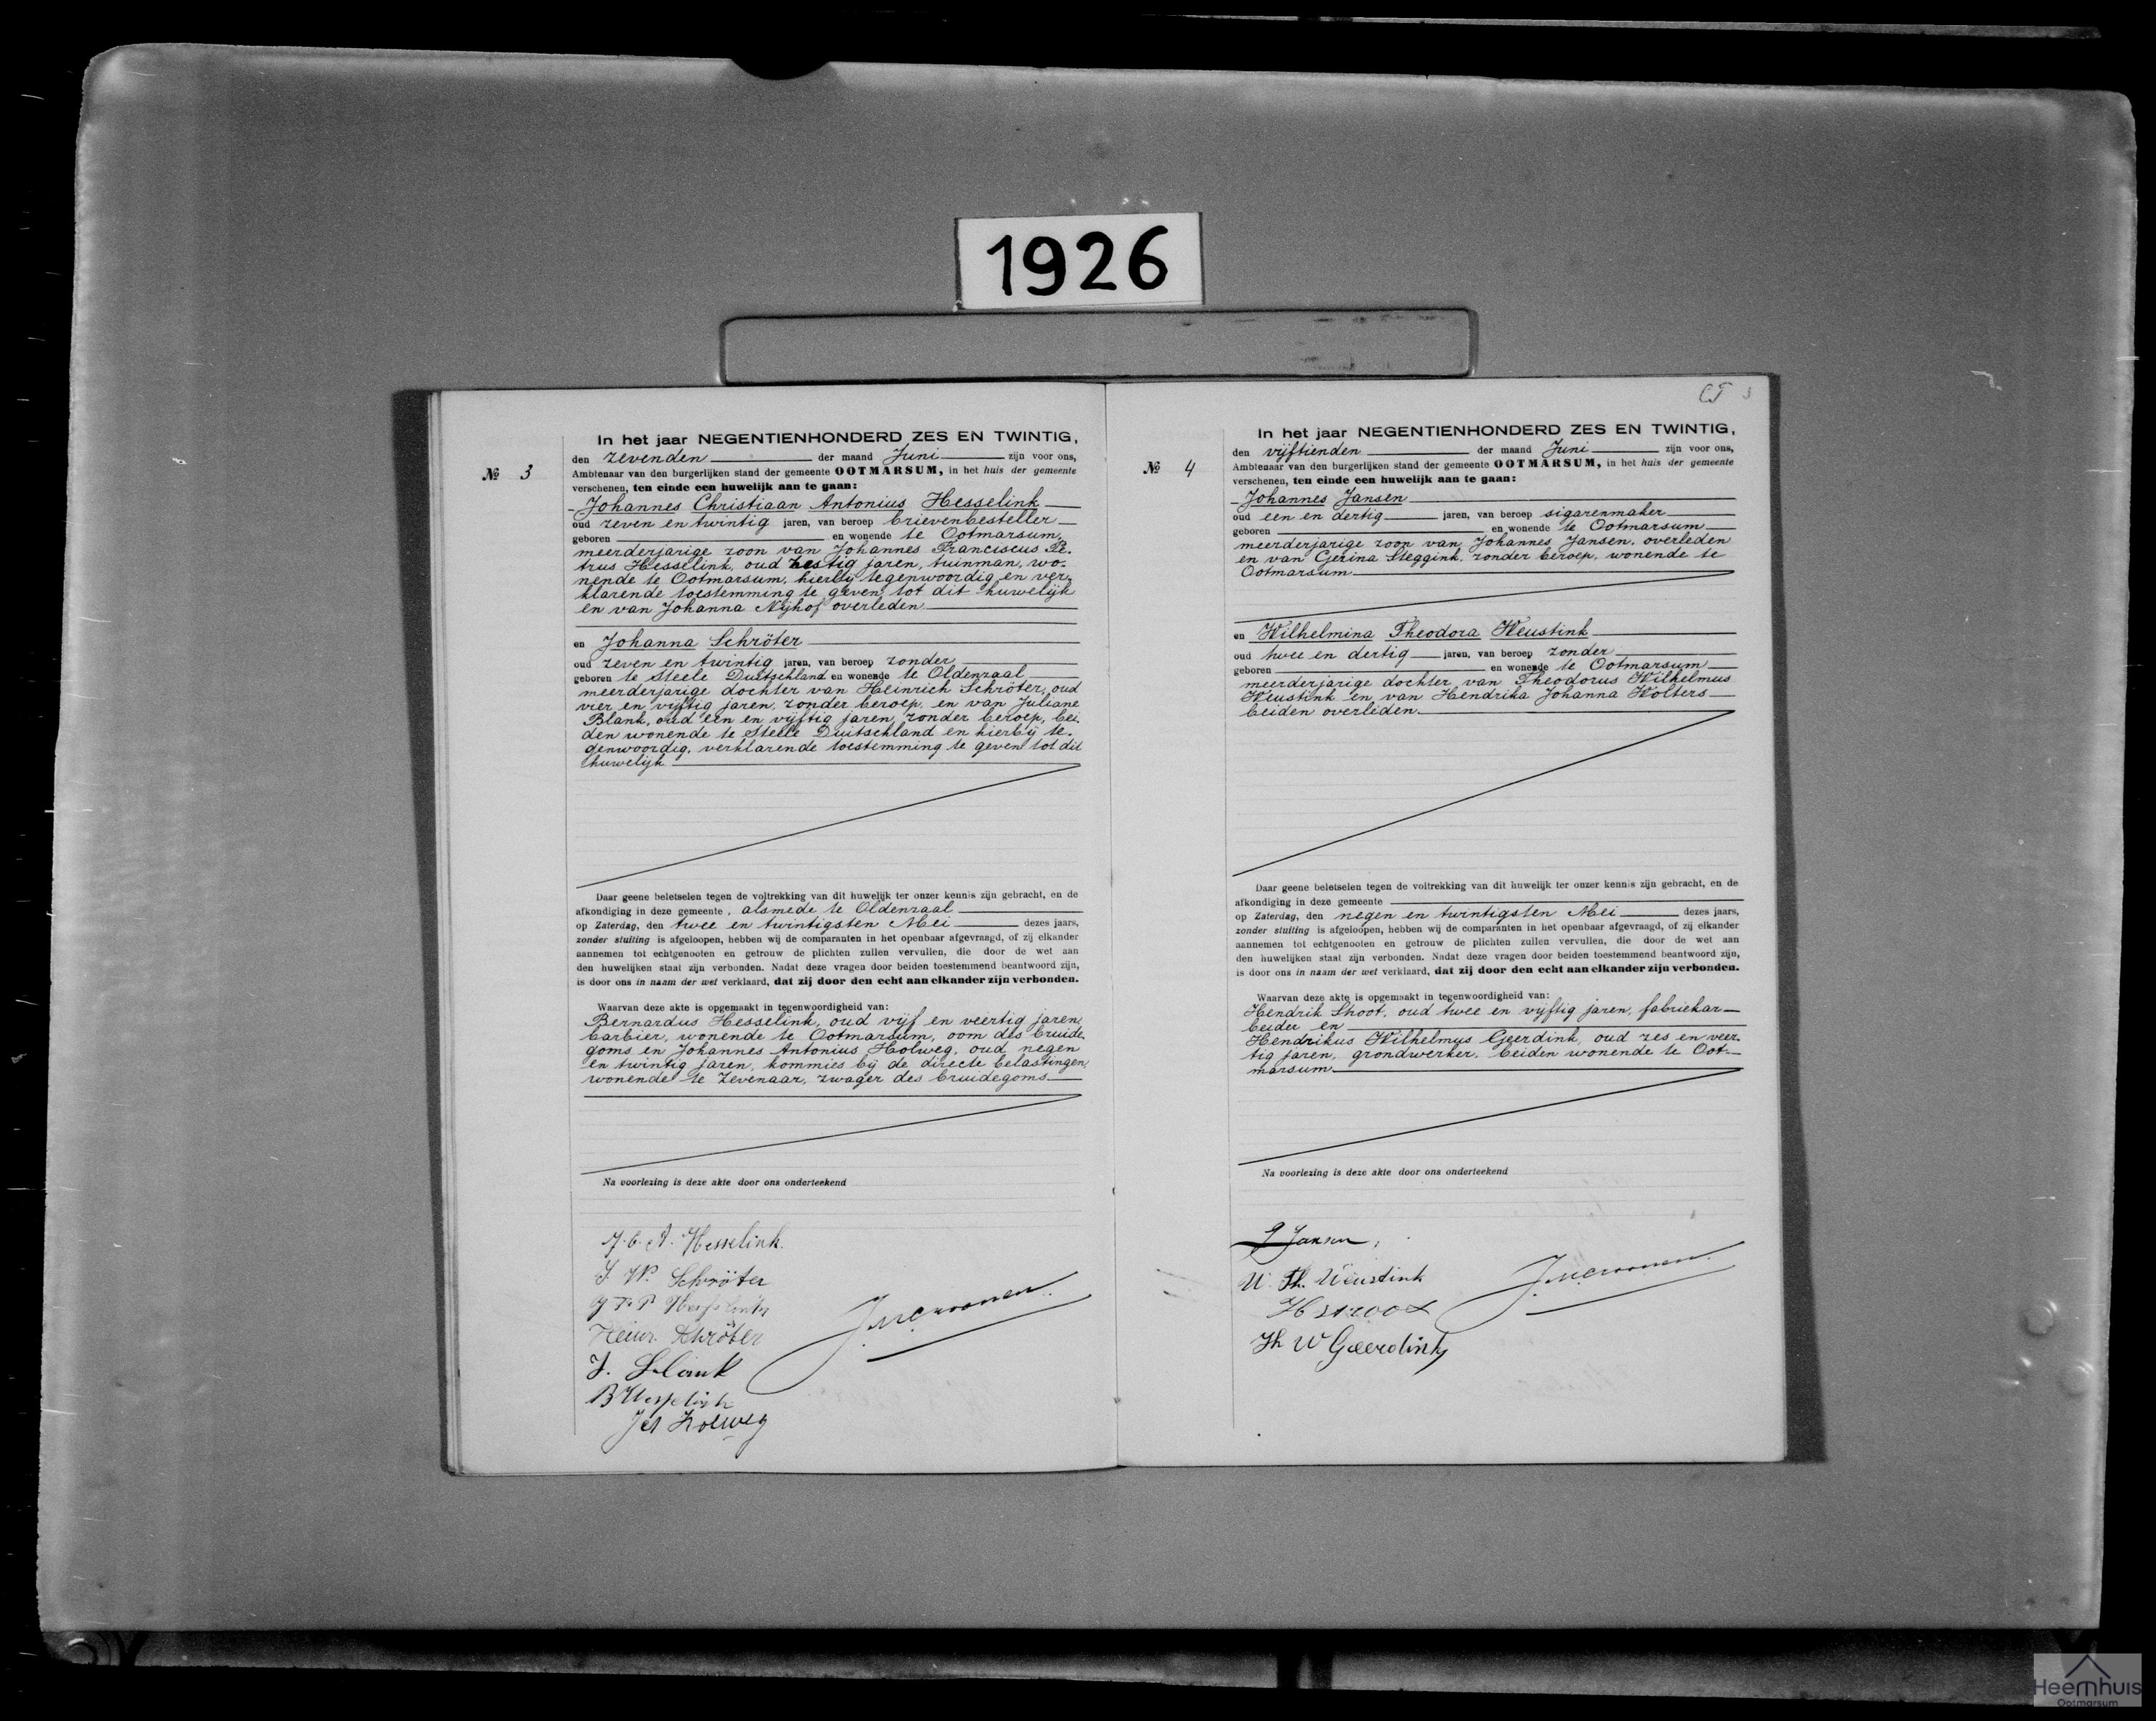 1926
In het jaar NEGENTIENHONDERD ZES EN TWINTIG,
den zevenden der maand Juni zijn voor ons,
Nº 3
Ambtenaar van den burgerlijken stand der gemeente OOTMARSUM, in het huis der gemeente
verschenen, ten einde een huwelijk aan te gaan:
Johannes Christiaan Antonius Hesselink
oud zeven en twintig jaren, van beroep brievenbesteller
geboren en wonende te Ootmarsum,
meerderjarige zoon van Johannes Franciscus Pe-
trus Hesselink, oud zestig jaren, tuinman, wo-
nende te Ootmarsum, hierbij tegenwoordig en ver-
klarende toestemming te geven tot dit huwelijk
en van Johanna Nijhof overleden
en Johanna Schröter
oud zeven en twintig jaren, van beroep zonder
geboren te Steele Duitschland en wonende te Oldenzaal
meerderjarige dochter van Heinrich Schröter, oud
vier en vijftig jaren, zonder beroep, en van Juliane
Blank, oud een en vijftig jaren, zonder beroep, bei-
den wonende te Steele Duitschland en hierbij te-
genwoordig, verklarende toestemming te geven tot dit
huwelijk
Daar geene beletselen tegen de voltrekking van dit huwelijk ter onzer kennis zijn gebracht, en de
afkondiging in deze gemeente, alsmede te Oldenzaal
op Zaterdag, den twee en twintigsten Mei dezes jaars,
zonder stuiting is afgeloopen, hebben wij de comparanten in het openbaar afgevraagd, of zij elkander
aannemen tot echtgenooten en getrouw de plichten zullen vervullen, die door de wet aan
den huwelijken staat zijn verbonden. Nadat deze vragen door beiden toestemmend beantwoord zijn,
is door ons in naam der wet verklaard, dat zij door den echt aan elkander zijn verbonden.
Waarvan deze akte is opgemaakt in tegenwoordigheid van:
Bernardus Hesselink, oud vijf en veertig jaren,
barbier, wonende te Ootmarsum, oom des bruide-
goms en Johannes Antonius Holweg, oud negen
en twintig jaren, kommies bij de directe belastingen,
wonende te Zevenaar, zwager des bruidegoms
Na voorlezing is deze akte door ons onderteekend
J. C. A. Hesselink.
J. W. Schröter
J F P Hesselink
Heinr. Schröter
J. Blank
B Hesselink
JA Holweg
CT 3
In het jaar NEGENTIENHONDERD ZES EN TWINTIG,
den vijftienden der maand Juni zijn voor ons,
Nº 4
Ambtenaar van den burgerlijken stand der gemeente OOTMARSUM, in het huis der gemeente
verschenen, ten einde een huwelijk aan te gaan:
Johannes Jansen
oud een en dertig jaren, van beroep sigarenmaker
geboren en wonende te Ootmarsum
meerderjarige zoon van Johannes Jansen, overleden
en van Gezina Steggink, zonder beroep, wonende te
Ootmarsum
en Wilhelmina Theodora Weustink
oud twee en dertig jaren, van beroep zonder
geboren en wonende te Ootmarsum
meerderjarige dochter van Theodorus Wilhelmus
Weustink en van Hendrika Johanna Wolters
beiden overleden
Daar geene beletselen tegen de voltrekking van dit huwelijk ter onzer kennis zijn gebracht, en de
afkondiging in deze gemeente
op Zaterdag, den negen en twintigsten Mei dezes jaars,
zonder stuiting is afgeloopen, hebben wij de comparanten in het openbaar afgevraagd, of zij elkander
aannemen tot echtgenooten en getrouw de plichten zullen vervullen, die door de wet aan
den huwelijken staat zijn verbonden. Nadat deze vragen door beiden toestemmend beantwoord zijn,
is door ons in naam der wet verklaard, dat zij door den echt aan elkander zijn verbonden.
Waarvan deze akte is opgemaakt in tegenwoordigheid van:
Hendrik Stroot, oud twee en vijftig jaren, fabriekar-
beider en
Hendrikus Wilhelmus Geerdink, oud zes en veer-
tig jaren, grondwerker, beiden wonende te Oot-
marsum
Na voorlezing is deze akte door ons onderteekend
J Jansen
W. Th. Weustink
H Stroot
H W Geerdink
Heemhuis
Ootmarsum